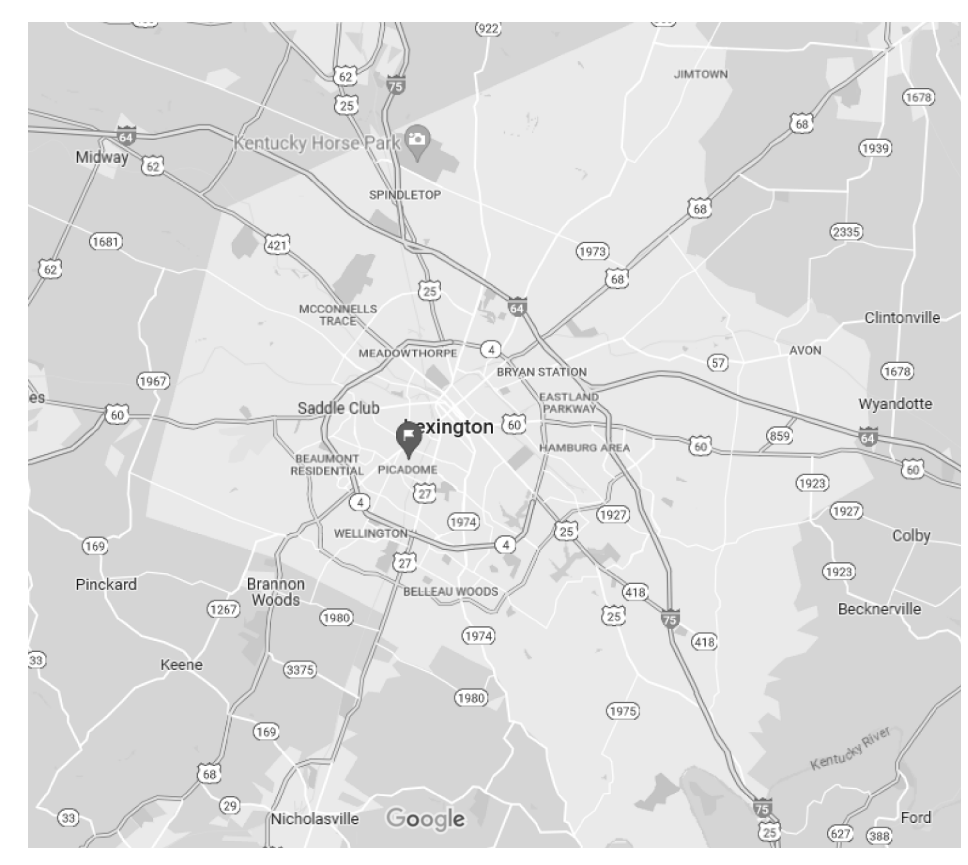 922
62
75
JIMTOWN
25
1678
68
64
Kentucky Horse Park
1939
Midway
62
SPINDLETOP
68
1681
421
1973
2335
62
68
25
MCCONNELLS
TRACE
64
Clintonville
MEADOWTHORPE
4
AVON
57
BRYAN STATION
1678
1967
EASTLAND
PARKWAY
Wyandotte
Saddle Club
60
Lexington
60
859
64
HAMBURG AREA
60
BEAUMONT
RESIDENTIAL
PICADOME
60
1923
27
4
1974
1927
1927
WELLINGTON
25
Colby
169
4
27
1923
Pinckard
Brannon
Woods
BELLEAU WOODS
418
1267
1980
25
75
Becknerville
1974
418
33
Keene
3375
1980
1975
169
Kentucky River
68
29
75
33
Nicholasville
Google
Ford
25
627
388